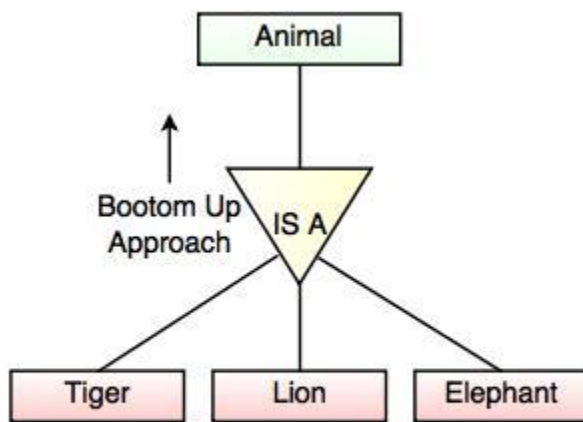 Animal
Bootom Up
Approach
IS A
Tiger
Lion
Elephant